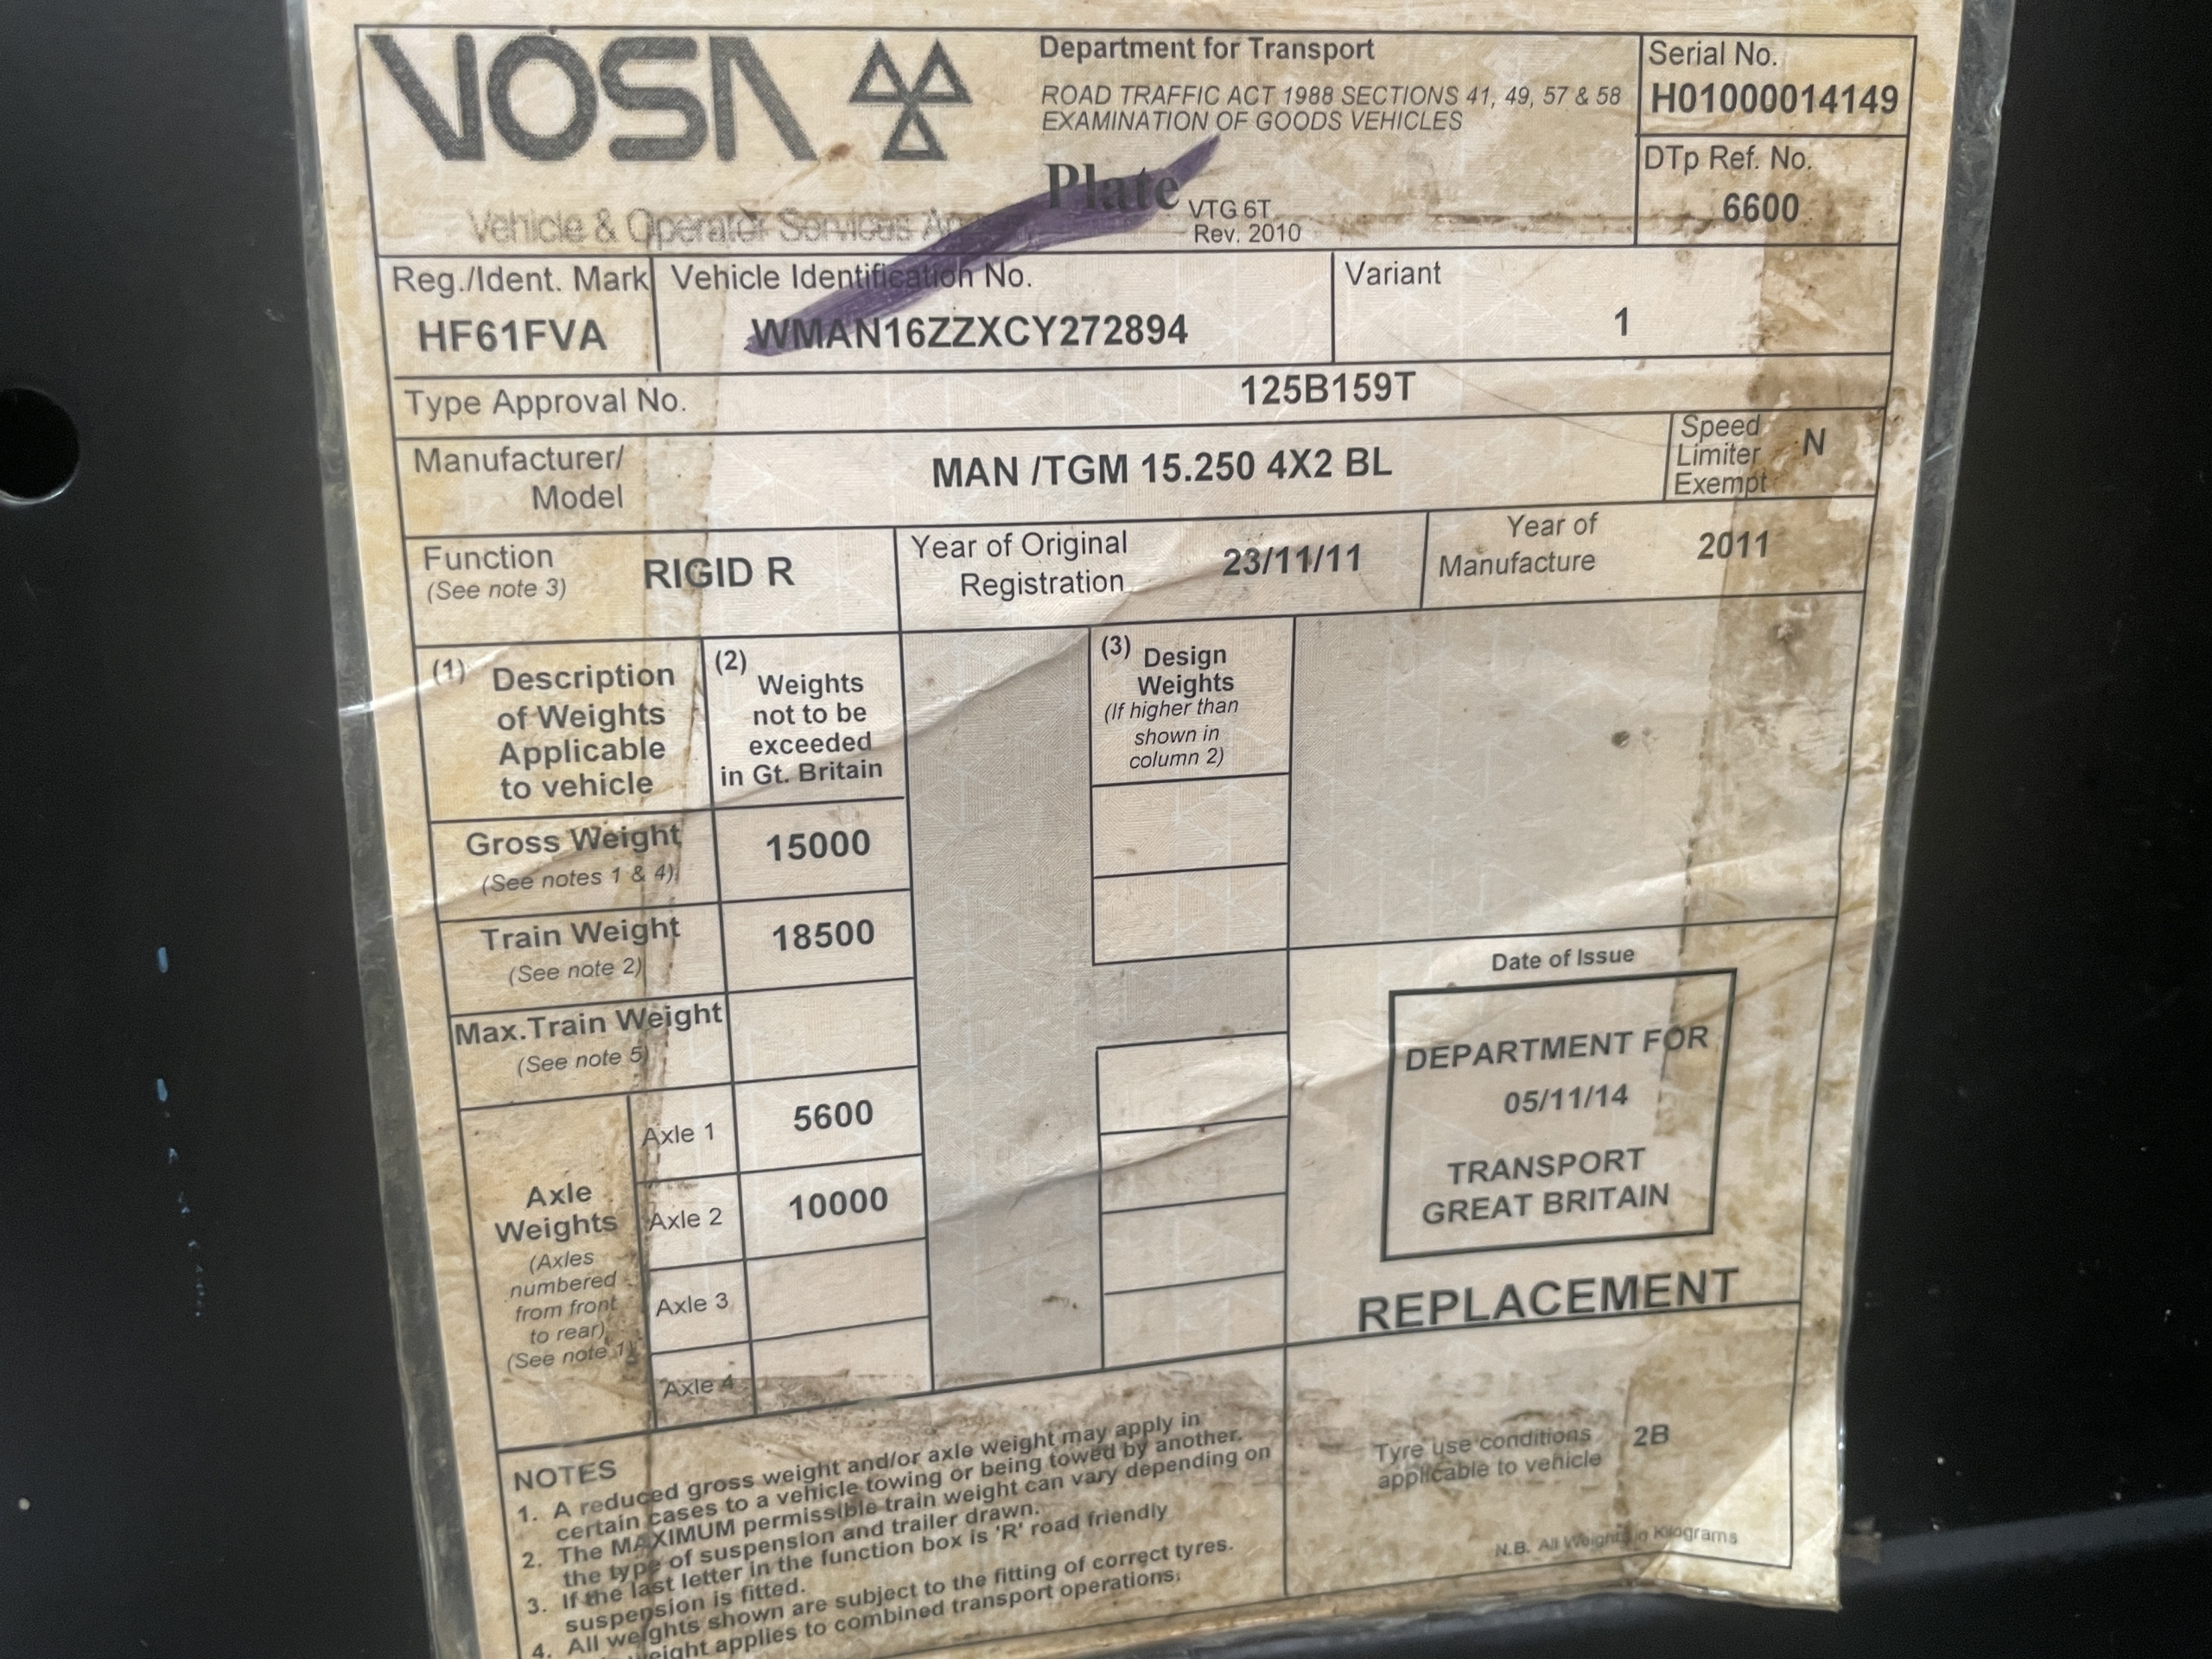 VOSA
Vehicle & Operator Services
Department for Transport
ROAD TRAFFIC ACT 1988 SECTIONS 41, 49, 57 & 58
EXAMINATION OF GOODS VEHICLES
Plate
VTG 6T
Rev. 2010
Serial No.
H01000014149
DTp Ref. No.
6600
Reg./Ident. Mark
HF61FVA
Vehicle Identification No.
WMAN16ZZXCY272894
Variant
1
Type Approval No.
125B159T
Manufacturer/
Model
MAN /TGM 15.250 4X2 BL
Speed
Limiter
Exempt
N
Function
(See note 3)
RIGID R
Year of Original
Registration
23/11/11
Year of
Manufacture
2011
(1) Description
of Weights
Applicable
to vehicle
(2) Weights
not to be
exceeded
in Gt. Britain
(3) Design
Weights
(If higher than
shown in
column 2)
Gross Weight
(See notes 1 & 4)
15000
Train Weight
(See note 2)
18500
Max.Train Weight
(See note 5)
Axle
Weights
(Axles
numbered
from front
to rear)
(See note 1)
Axle 1
5600
Axle 2
10000
Axle 3
Axle 4
Date of Issue
DEPARTMENT FOR
05/11/14
TRANSPORT
GREAT BRITAIN
REPLACEMENT
Tyre use conditions
applicable to vehicle
2B
N.B. All Weights in Kilograms
NOTES
1. A reduced gross weight and/or axle weight may apply in
certain cases to a vehicle towing or being towed by another.
2. The MAXIMUM permissible train weight can vary depending on
the type of suspension and trailer drawn.
3. If the last letter in the function box is 'R' road friendly
suspension is fitted.
4. All weights shown are subject to the fitting of correct tyres.
weight applies to combined transport operations.